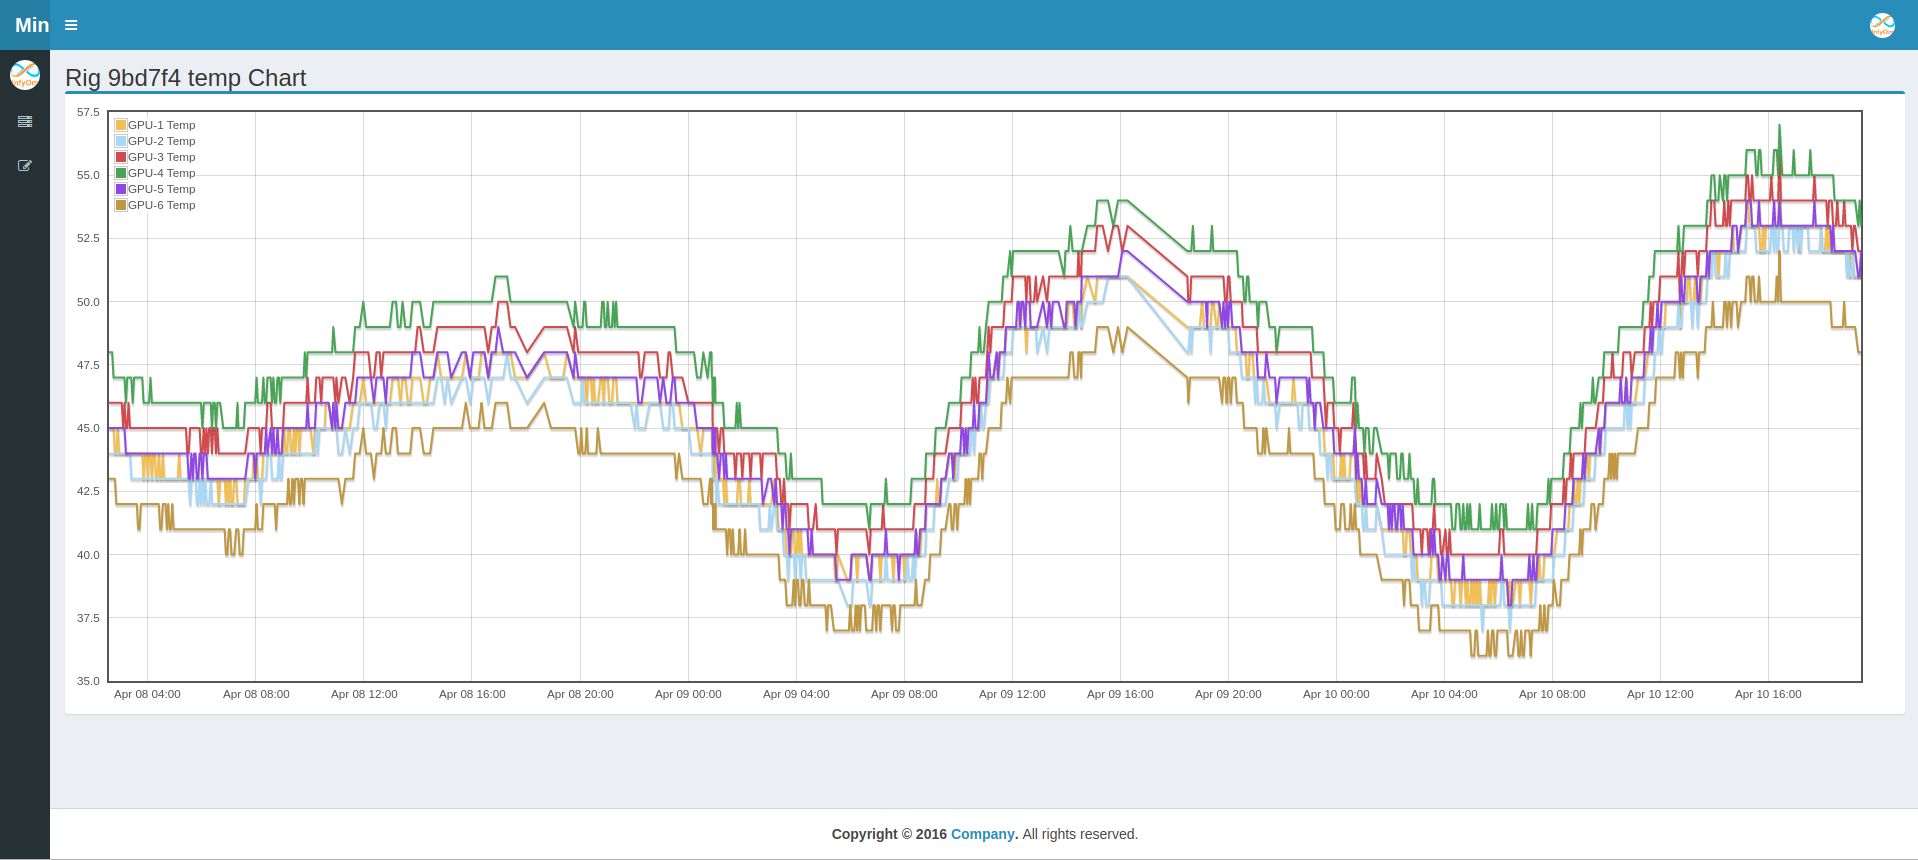 Min
Rig 9bd7f4 temp Chart
57.5
55.0
52.5
50.0
47.5
45.0
42.5
40.0
37.5
35.0
GPU-1 Temp
GPU-2 Temp
GPU-3 Temp
GPU-4 Temp
GPU-5 Temp
GPU-6 Temp
Apr 08 04:00 Apr 08 08:00 Apr 08 12:00 Apr 08 16:00 Apr 08 20:00 Apr 09 00:00 Apr 09 04:00 Apr 09 08:00 Apr 09 12:00 Apr 09 16:00 Apr 09 20:00 Apr 10 00:00 Apr 10 04:00 Apr 10 08:00 Apr 10 12:00 Apr 10 16:00
Copyright © 2016 Company. All rights reserved.